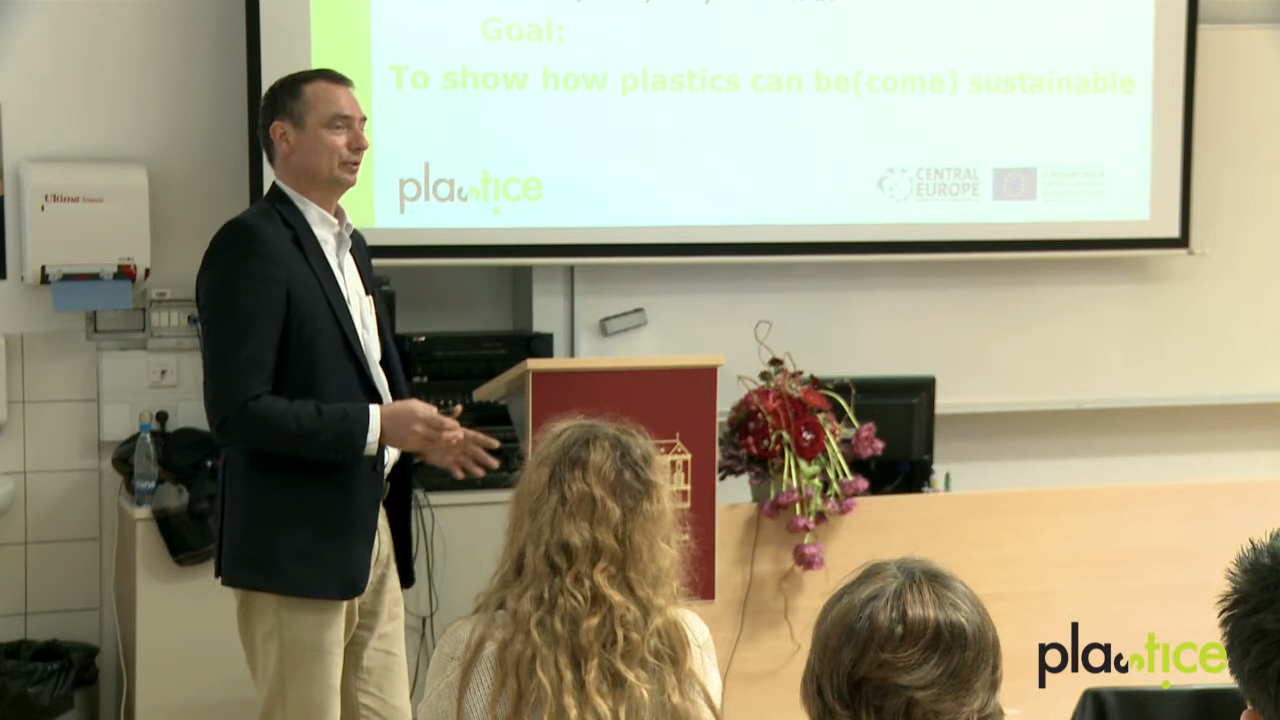 Goal:
To show how plastics can be(come) sustainable
plastice
CENTRAL
EUROPE
Ultima
plastice